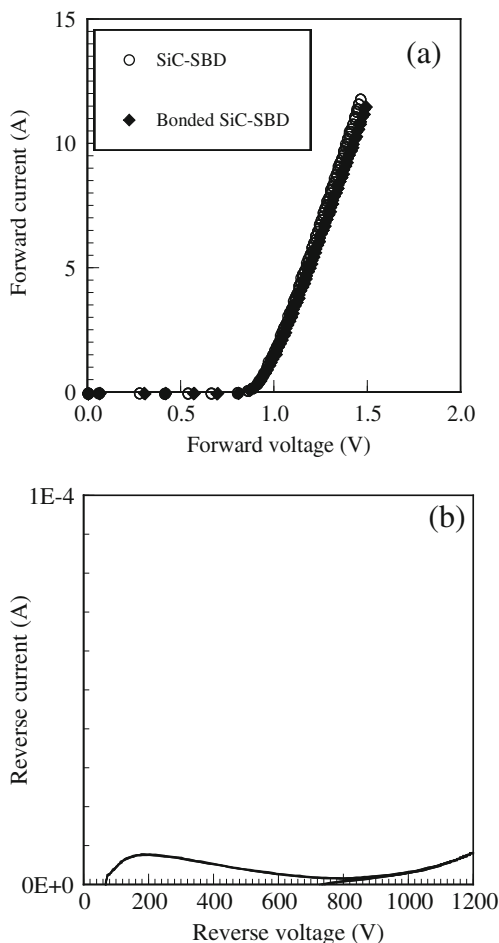 15
(a)
SiC-SBD
Bonded SiC-SBD
10
5
0
Forward current (A)
0.0 0.5 1.0 1.5 2.0
Forward voltage (V)
1E-4
(b)
Reverse current (A)
0E+0
0 200 400 600 800 1000 1200
Reverse voltage (V)